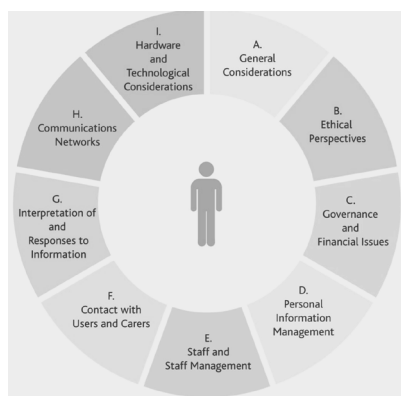 A.
General
Considerations
B.
Ethical
Perspectives
C.
Governance
and
Financial Issues
D.
Personal
Information
Management
E.
Staff and
Staff Management
F.
Contact with
Users and Carers
G.
Interpretation of
and
Responses to
Information
H.
Communications
Networks
I.
Hardware
and
Technological
Considerations